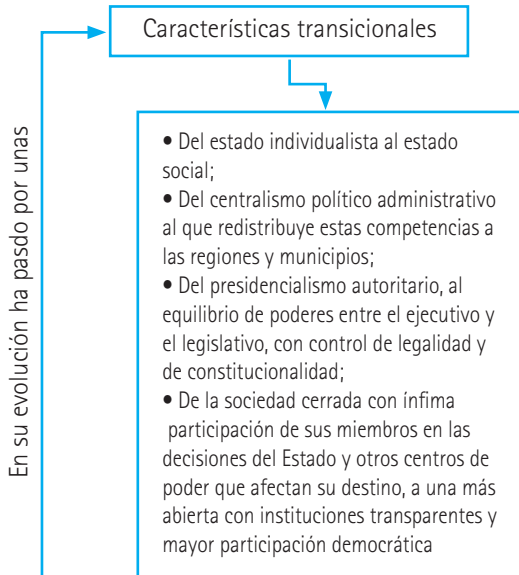 Características transicionales
En su evolución ha pasdo por unas
• Del estado individualista al estado
social;
• Del centralismo político administrativo
al que redistribuye estas competencias a
las regiones y municipios;
• Del presidencialismo autoritario, al
equilibrio de poderes entre el ejecutivo y
el legislativo, con control de legalidad y
de constitucionalidad;
• De la sociedad cerrada con ínfima
participación de sus miembros en las
decisiones del Estado y otros centros de
poder que afectan su destino, a una más
abierta con instituciones transparentes y
mayor participación democrática